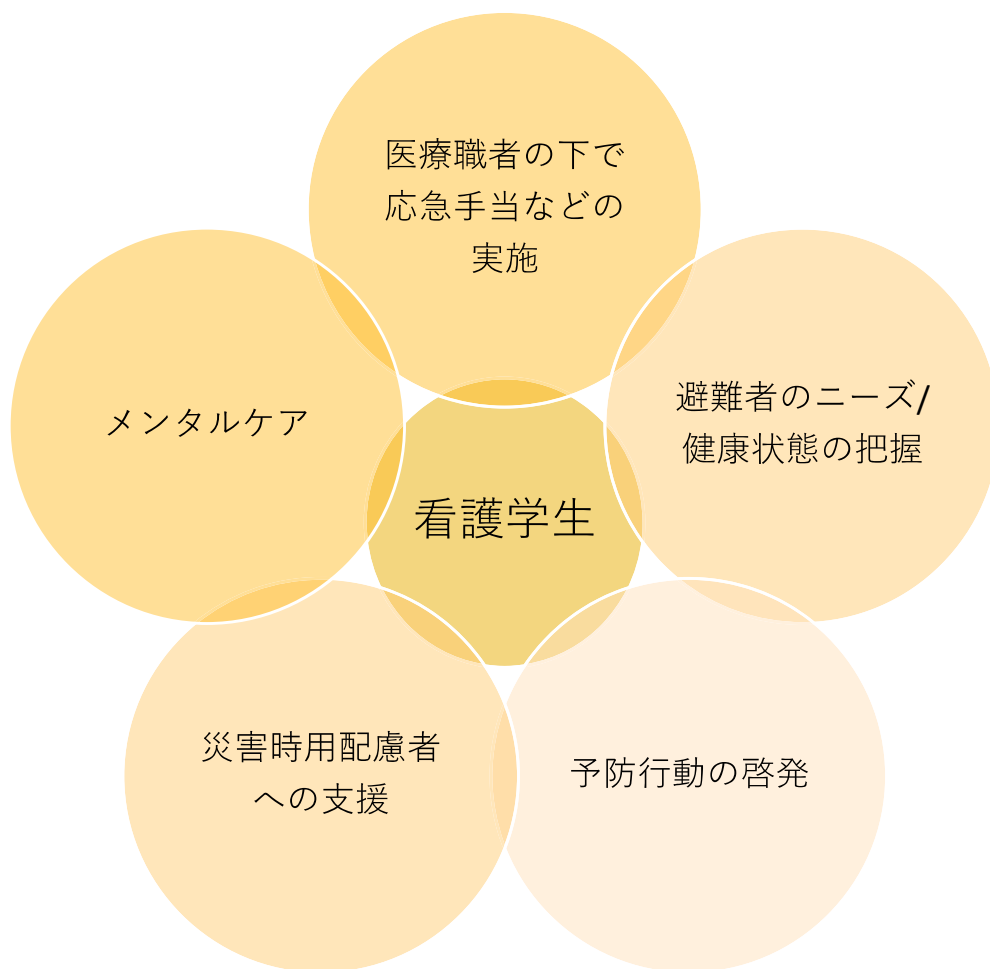 医療職者の下で
応急手当などの
実施
避難者のニーズ/
健康状態の把握
予防行動の啓発
災害時用配慮者
への支援
メンタルケア
看護学生